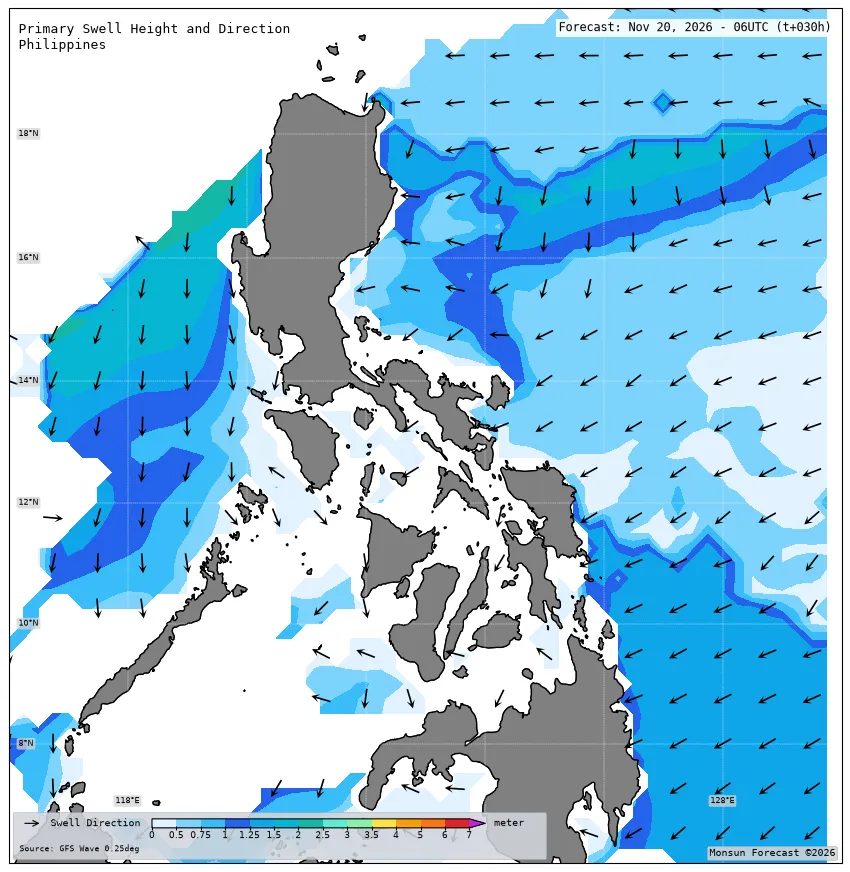 Primary Swell Height and Direction
Philippines
Forecast: Nov 20, 2026 - 06UTC (t+030h)
18°N
16°N
14°N
12°N
10°N
8°N
118°E
128°E
Swell Direction
meter
0 0.5 0.75 1 1.25 1.5 2 2.5 3 3.5 4 5 6 7
Source: GFS Wave 0.25deg
Monsun Forecast ©2026